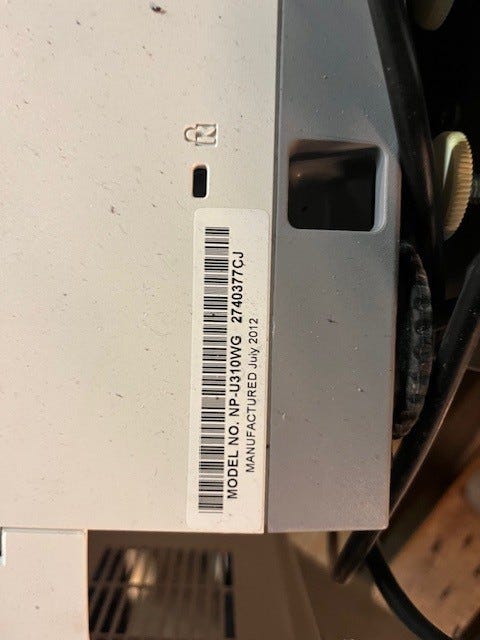 MODEL NO. NP-U310WG 2740377CJ
MANUFACTURED July 2012